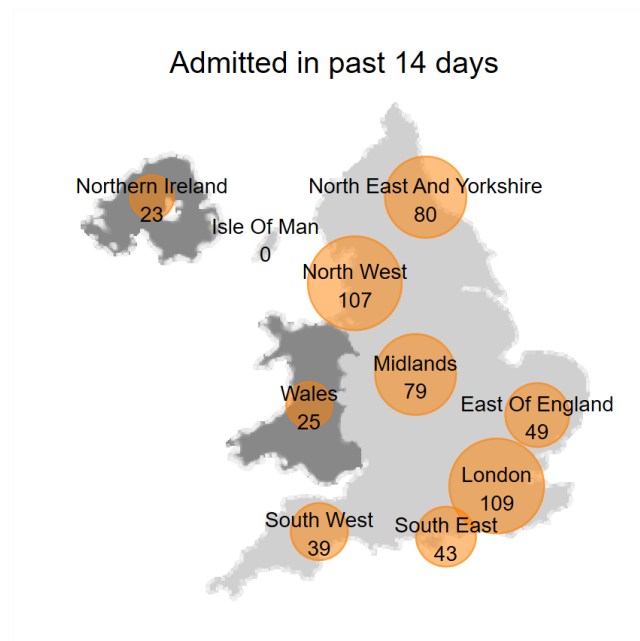 Admitted in past 14 days
Northern Ireland
23
North East And Yorkshire
80
Isle Of Man
0
North West
107
Midlands
79
Wales
25
East Of England
49
London
109
South West
39
South East
43